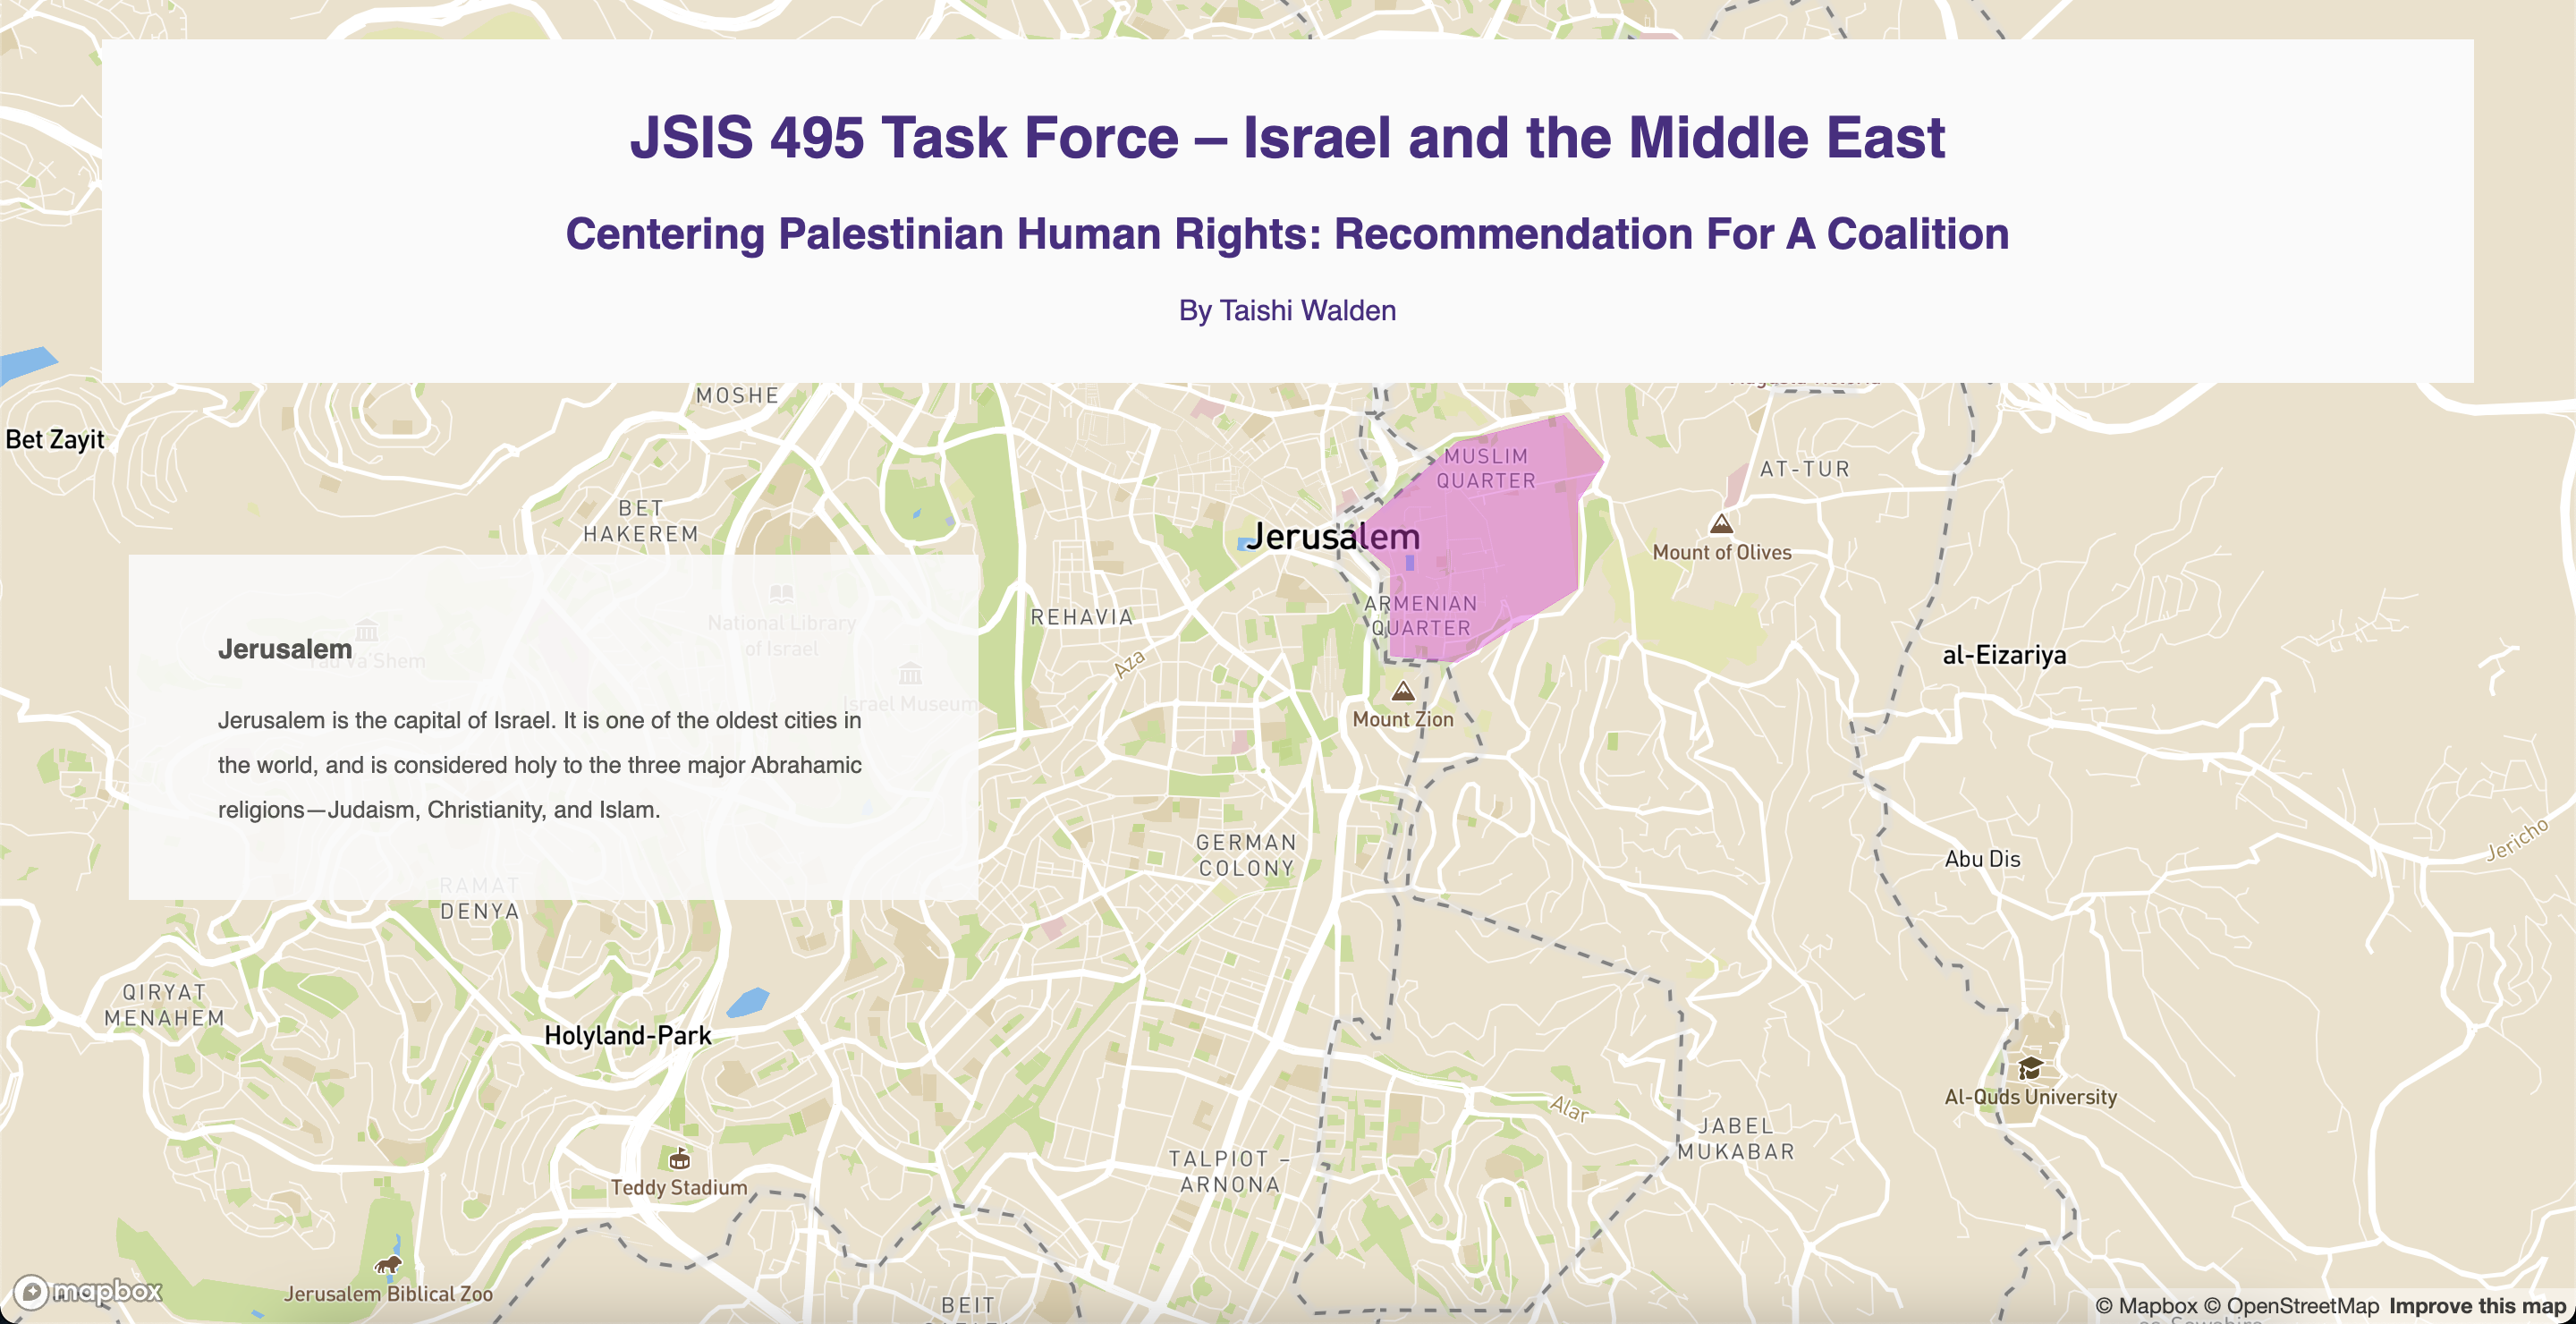 JSIS 495 Task Force – Israel and the Middle East
Centering Palestinian Human Rights: Recommendation For A Coalition
By Taishi Walden
MOSHE
Bet Zayit
MUSLIM
QUARTER
AT-TUR
BET
HAKEREM
Jerusalem
Mount of Olives
National Library
of Israel
ARMENIAN
QUARTER
REHAVIA
Jerusalem
Yad Va'Shem
Aza
al-Eizariya
Israel Museum
Mount Zion
Jerusalem is the capital of Israel. It is one of the oldest cities in
the world, and is considered holy to the three major Abrahamic
religions—Judaism, Christianity, and Islam.
GERMAN
COLONY
Abu Dis
Jericho
RAMAT
DENYA
QIRYAT
MENAHEM
Holyland-Park
Al-Quds University
Alar
JABEL
MUKABAR
TALPIOT –
ARNONA
Teddy Stadium
Jerusalem Biblical Zoo
mapbox
BEIT
© Mapbox © OpenStreetMap Improve this map